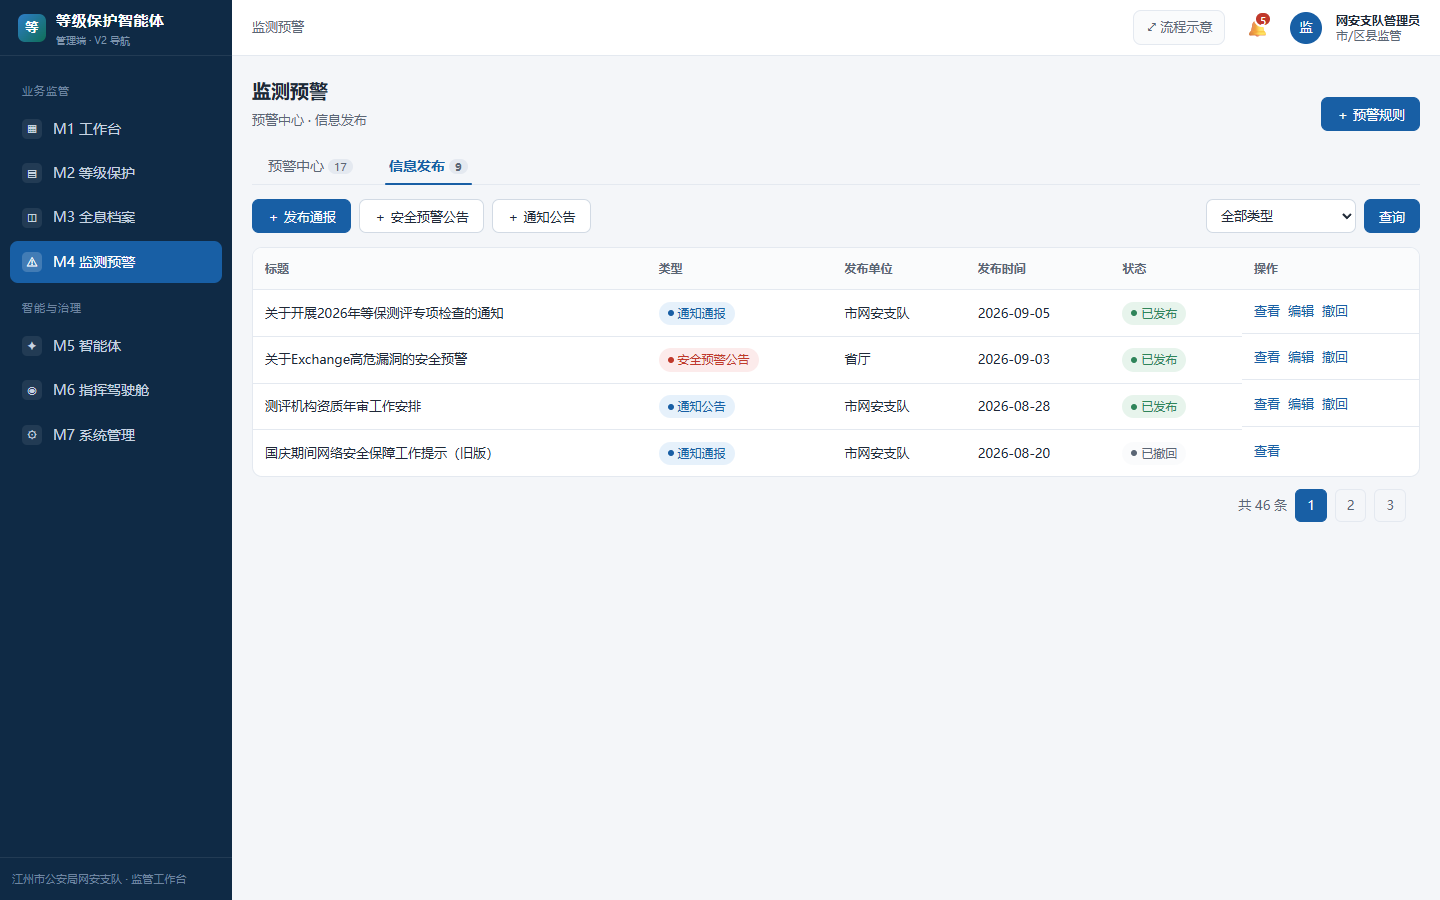 等 等级保护智能体
管理端 · V2 导航
业务监管
M1 工作台
M2 等级保护
M3 全息档案
M4 监测预警
智能与治理
M5 智能体
M6 指挥驾驶舱
M7 系统管理
江州市公安局网安支队 · 监管工作台
监测预警
流程示意
5
监
网安支队管理员
市/区县监管
监测预警
预警中心 · 信息发布
+ 预警规则
预警中心 17 信息发布 9
+ 发布通报 + 安全预警公告 + 通知公告 全部类型 查询
标题 类型 发布单位 发布时间 状态 操作
关于开展2026年等保测评专项检查的通知 通知通报 市网安支队 2026-09-05 已发布 查看 编辑 撤回
关于Exchange高危漏洞的安全预警 安全预警公告 省厅 2026-09-03 已发布 查看 编辑 撤回
测评机构资质年审工作安排 通知公告 市网安支队 2026-08-28 已发布 查看 编辑 撤回
国庆期间网络安全保障工作提示（旧版） 通知通报 市网安支队 2026-08-20 已撤回 查看
共 46 条 1 2 3